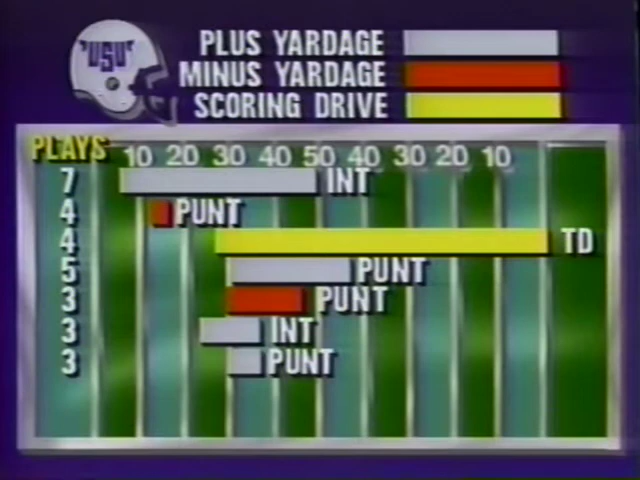 USU
PLUS YARDAGE
MINUS YARDAGE
SCORING DRIVE
PLAYS 10 20 30 40 50 40 30 20 10
7 INT
4 PUNT
4 TD
5 PUNT
3 PUNT
3 INT
3 PUNT